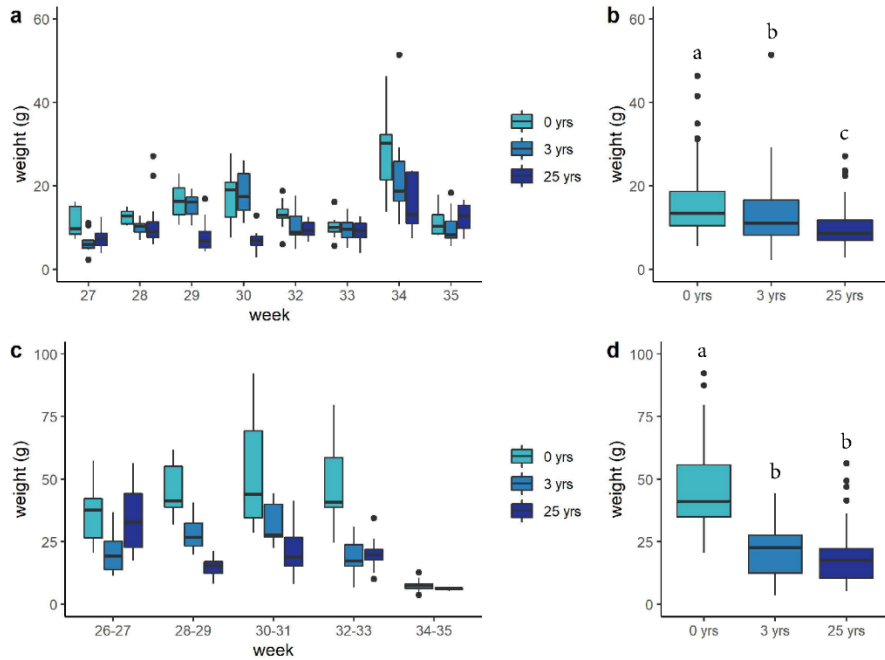 a
60
40
20
0
weight (g)
27 28 29 30 32 33 34 35
week
0 yrs
3 yrs
25 yrs
b
60
40
20
0
weight (g)
a
b
c
0 yrs 3 yrs 25 yrs
c
100
75
50
25
0
weight (g)
26-27 28-29 30-31 32-33 34-35
week
0 yrs
3 yrs
25 yrs
d
100
75
50
25
0
weight (g)
a
b
b
0 yrs 3 yrs 25 yrs